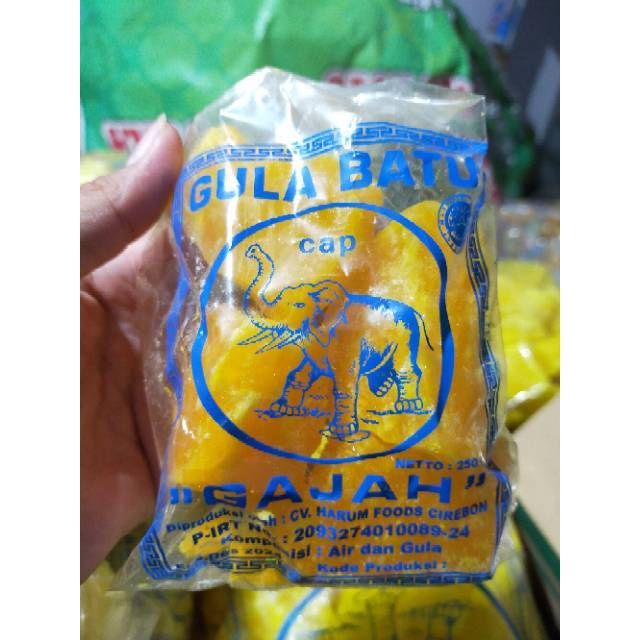 GULA BATU
cap
NETTO : 250
"GAJAH"
Diproduksi oleh : CV. HARUM FOODS CIREBON
P-IRT No. 2093274010089-24
Komposisi : Air dan Gula
Kode Produksi :